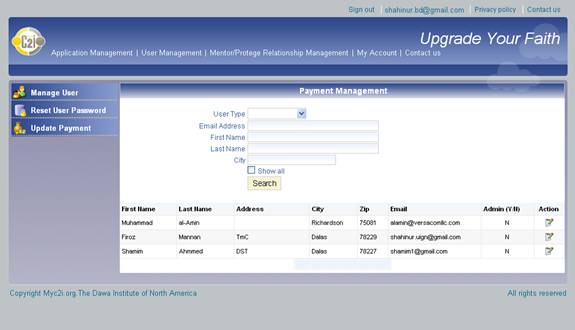 Sign out | shahinur.bd@gmail.com | Privacy policy | Contact us
C2i
Upgrade Your Faith
Application Management | User Management | Mentor/Protege Relationship Management | My Account | Contact us
Manage User
Reset User Password
Update Payment
Payment Management
User Type
Email Address
First Name
Last Name
City
Show all
Search
First Name Last Name Address City Zip Email Admin (Y/N) Action
Muhammad al-Amin Richardson 75081 alamin@versacomllc.com N
Firoz Mannan TmC Dalas 78229 shahinur.uign@gmail.com N
Shamim Ahmmed DST Dalas 78227 shamim1@gmail.com N
Copyright Myc2i.org.The Dawa Institute of North America All rights reserved